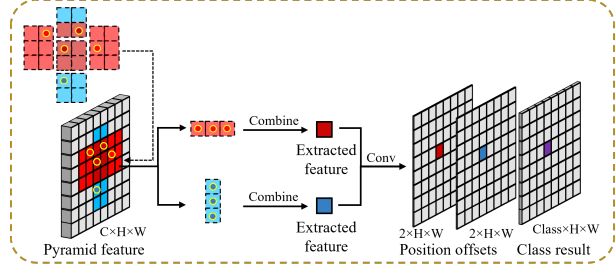 Combine
Extracted
feature
Conv
Combine
Extracted
feature
C×H×W
Pyramid feature
2×H×W
2×H×W
Class×H×W
Position offsets
Class result